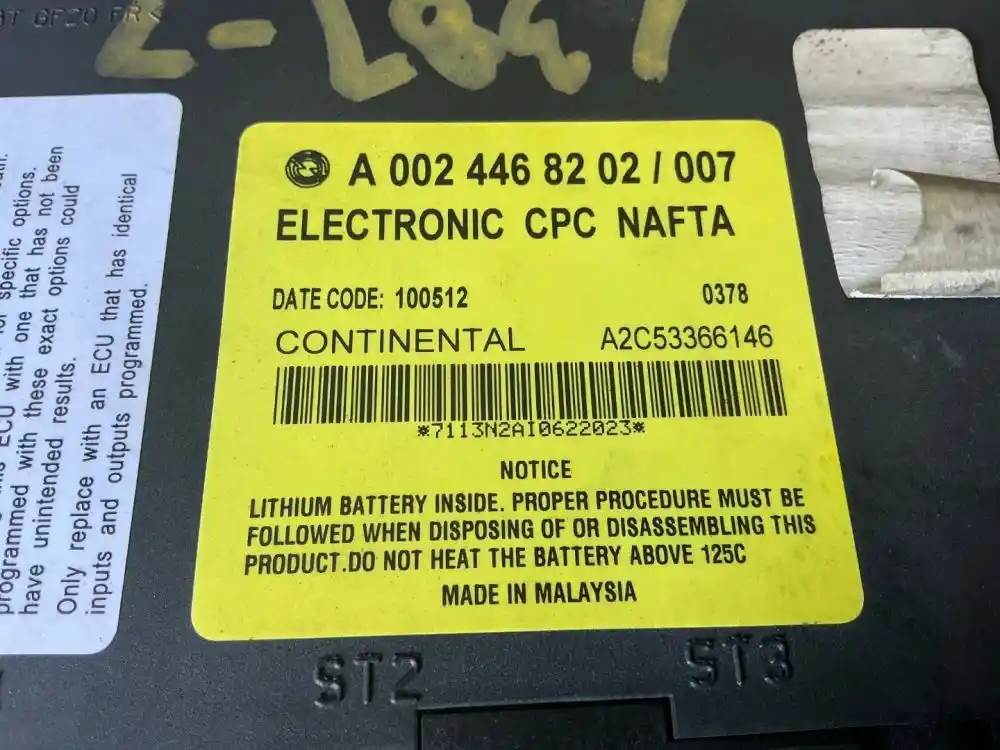 A 002 446 82 02 / 007
ELECTRONIC CPC NAFTA
DATE CODE: 100512 0378
CONTINENTAL A2C53366146
*7113N2AI0622023*
NOTICE
LITHIUM BATTERY INSIDE. PROPER PROCEDURE MUST BE
FOLLOWED WHEN DISPOSING OF OR DISASSEMBLING THIS
PRODUCT.DO NOT HEAT THE BATTERY ABOVE 125C
MADE IN MALAYSIA
ST2 ST3
specific options.
ECU with one that has not been
programmed with these exact options could
have unintended results.
Only replace with an ECU that has identical
inputs and outputs programmed.